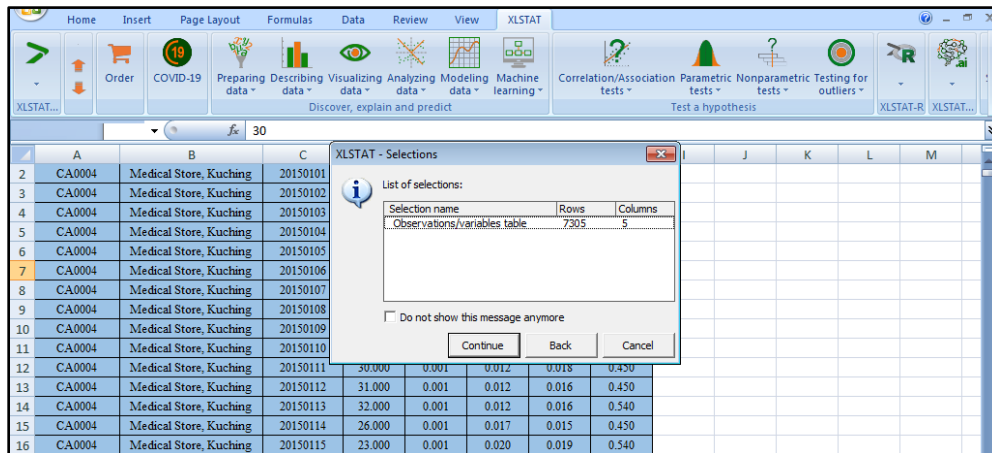 Home Insert Page Layout Formulas Data Review View XLSTAT
19
Order COVID-19 Preparing data Describing data Visualizing data Analyzing data Modeling data Machine learning Correlation/Association tests Parametric tests Nonparametric tests Testing for outliers
R .ai
XLSTAT... Discover, explain and predict Test a hypothesis XLSTAT-R XLSTAT...
fx 30
A B C I J K L M
XLSTAT - Selections
List of selections:
Selection name Rows Columns
Observations/variables table 7305 5
Do not show this message anymore
Continue Back Cancel
2 CA0004 Medical Store, Kuching 20150101
3 CA0004 Medical Store, Kuching 20150102
4 CA0004 Medical Store, Kuching 20150103
5 CA0004 Medical Store, Kuching 20150104
6 CA0004 Medical Store, Kuching 20150105
7 CA0004 Medical Store, Kuching 20150106
8 CA0004 Medical Store, Kuching 20150107
9 CA0004 Medical Store, Kuching 20150108
10 CA0004 Medical Store, Kuching 20150109
11 CA0004 Medical Store, Kuching 20150110
12 CA0004 Medical Store, Kuching 20150111 30.000 0.001 0.012 0.018 0.450
13 CA0004 Medical Store, Kuching 20150112 31.000 0.001 0.012 0.016 0.450
14 CA0004 Medical Store, Kuching 20150113 32.000 0.001 0.012 0.016 0.540
15 CA0004 Medical Store, Kuching 20150114 26.000 0.001 0.017 0.015 0.450
16 CA0004 Medical Store, Kuching 20150115 23.000 0.001 0.020 0.019 0.540